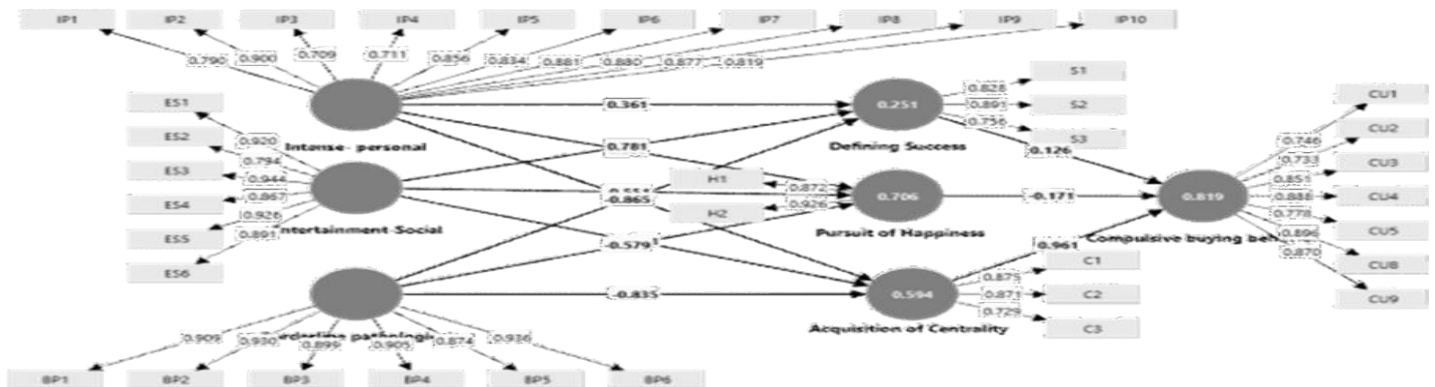 IP1 IP2 IP3 IP4 IP5 IP6 IP7 IP8 IP9 IP10
0.790 0.900 0.709 0.711 0.856 0.834 0.881 0.880 0.877 0.819
ES1
ES2
ES3
ES4
ES5
ES6
0.920
0.794
0.944
0.867
0.926
0.891
Intense- personal
ntertainment-Social
0.361
0.781
-0.865
-0.579
-0.835
H1
H2
0.872
0.926
0.251
Defining Success
0.706
Pursuit of Happiness
0.594
Acquisition of Centrality
S1
S2
S3
0.828
0.891
0.756
0.126
-0.171
0.961
0.819
Compulsive buying beh
C1
C2
C3
0.875
0.871
0.729
CU1
CU2
CU3
CU4
CU5
CU8
CU9
0.746
0.733
0.851
0.888
0.778
0.896
0.870
0.909 0.930 0.899 0.905 0.874 0.936
BP1 BP2 BP3 BP4 BP5 BP6